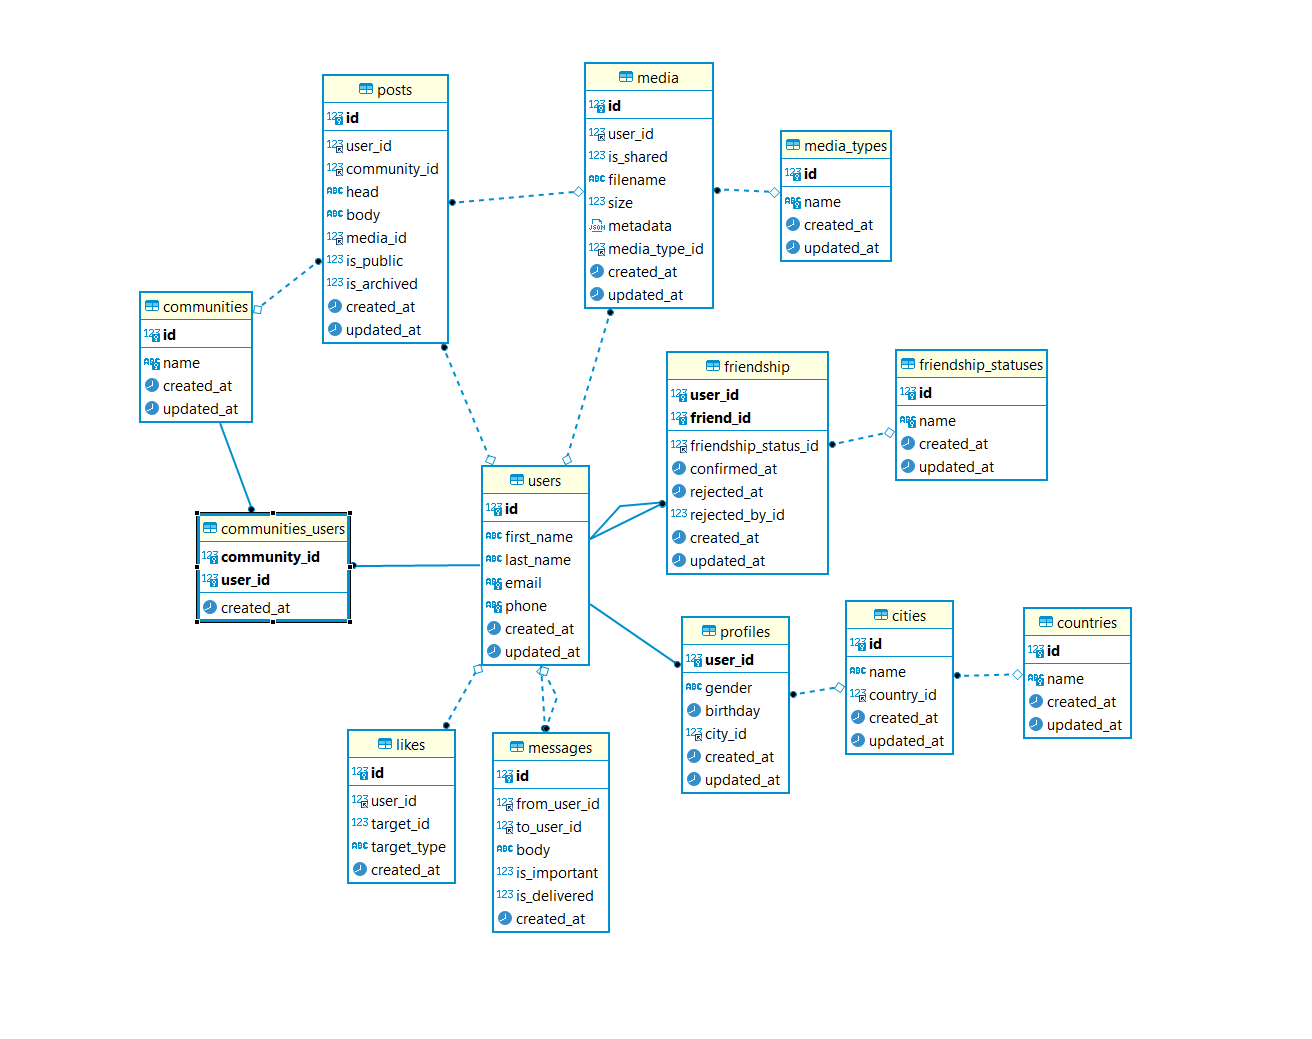 posts
id
user_id
community_id
head
body
media_id
is_public
is_archived
created_at
updated_at
media
id
user_id
is_shared
filename
size
metadata
media_type_id
created_at
updated_at
media_types
id
name
created_at
updated_at
communities
id
name
created_at
updated_at
friendship
user_id
friend_id
friendship_status_id
confirmed_at
rejected_at
rejected_by_id
created_at
updated_at
friendship_statuses
id
name
created_at
updated_at
users
id
first_name
last_name
email
phone
created_at
updated_at
communities_users
community_id
user_id
created_at
profiles
user_id
gender
birthday
city_id
created_at
updated_at
cities
id
name
country_id
created_at
updated_at
countries
id
name
created_at
updated_at
likes
id
user_id
target_id
target_type
created_at
messages
id
from_user_id
to_user_id
body
is_important
is_delivered
created_at